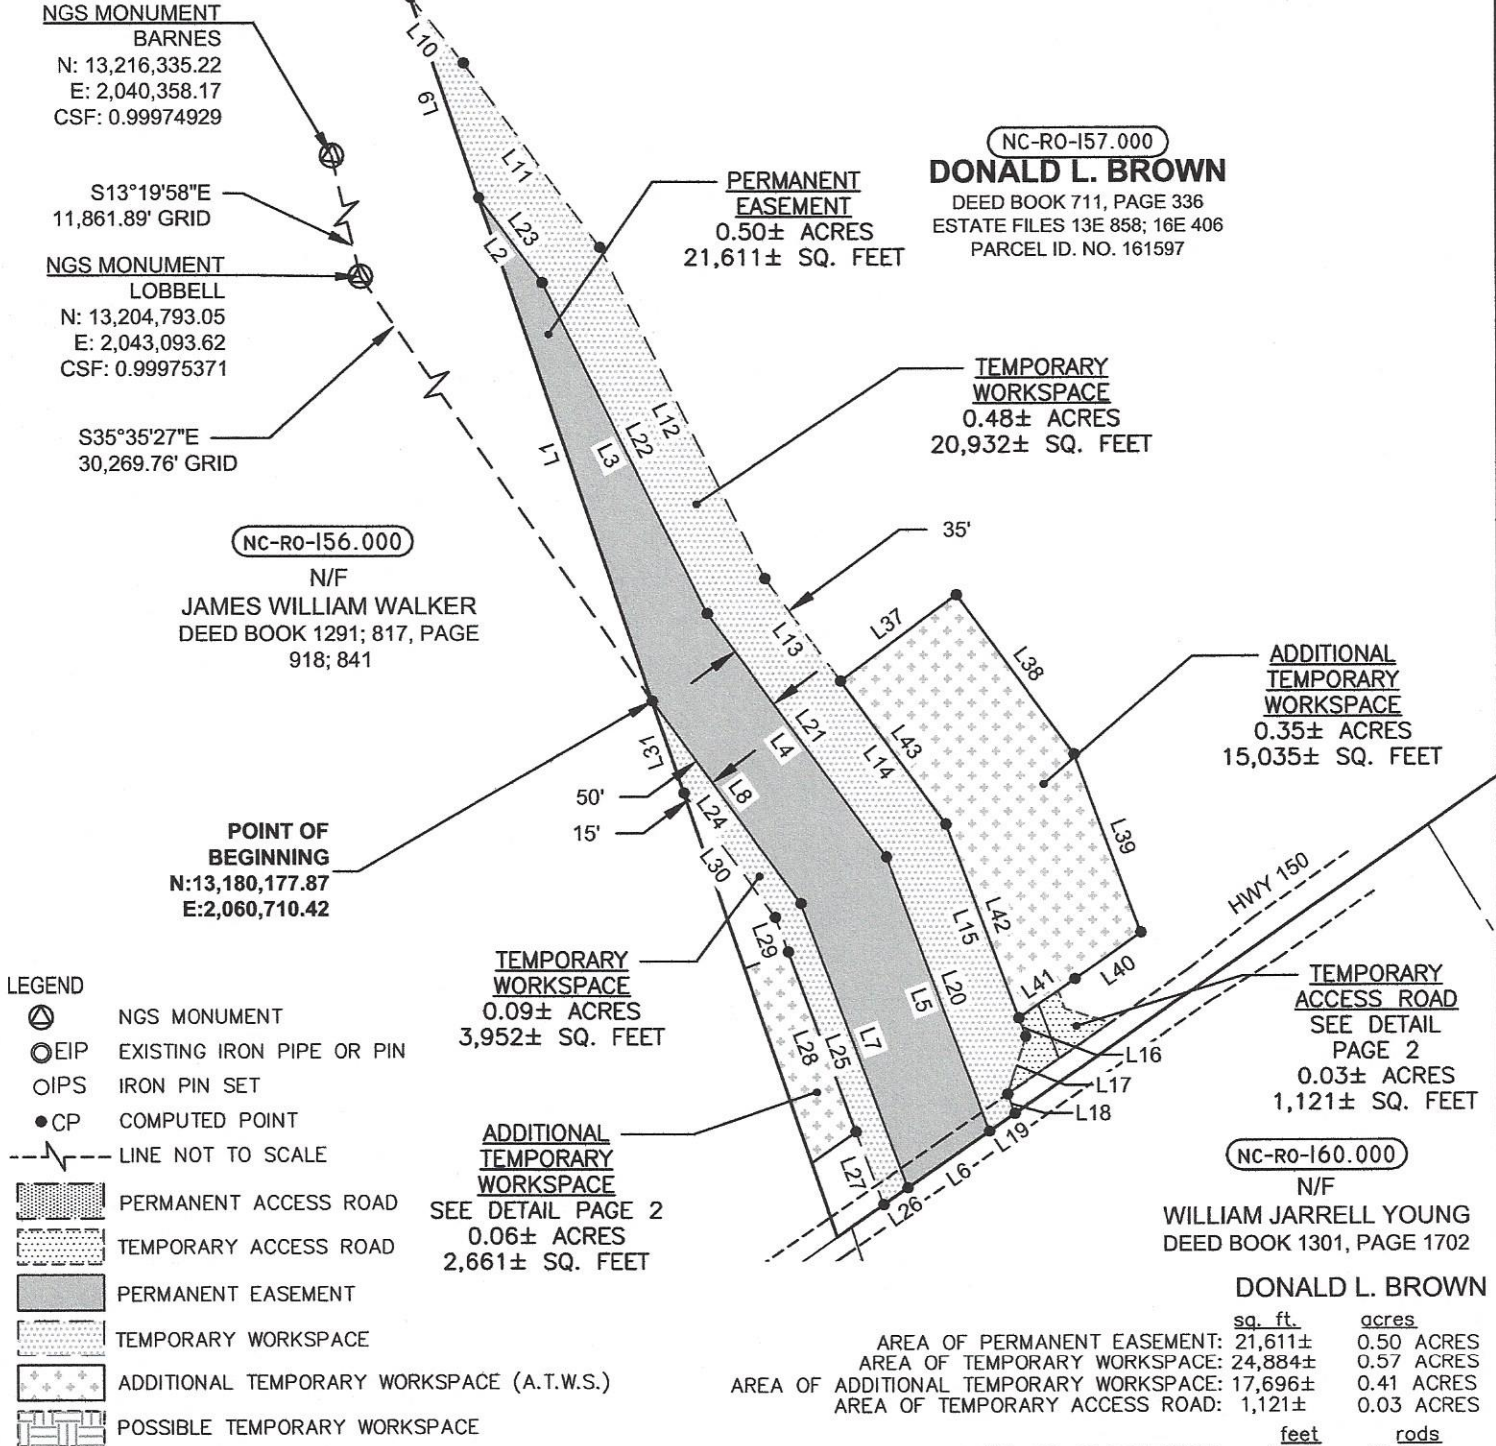 NGS MONUMENT
BARNES
N: 13,216,335.22
E: 2,040,358.17
CSF: 0.99974929
S13°19'58"E
11,861.89' GRID
NGS MONUMENT
LOBBELL
N: 13,204,793.05
E: 2,043,093.62
CSF: 0.99975371
S35°35'27"E
30,269.76' GRID
NC-RO-156.000
N/F
JAMES WILLIAM WALKER
DEED BOOK 1291; 817, PAGE
918; 841
L10
L9
L11
L23
L2
L12
L22
L3
L1
L13
L21
L4
L14
L43
L31
L8
L24
L30
L29
L37
L38
L39
L42
L15
L20
L5
L41
L40
L7
L25
L28
L27
L16
L17
L18
L19
L6
L26
PERMANENT
EASEMENT
0.50± ACRES
21,611± SQ. FEET
NC-RO-157.000
DONALD L. BROWN
DEED BOOK 711, PAGE 336
ESTATE FILES 13E 858; 16E 406
PARCEL ID. NO. 161597
TEMPORARY
WORKSPACE
0.48± ACRES
20,932± SQ. FEET
35'
ADDITIONAL
TEMPORARY
WORKSPACE
0.35± ACRES
15,035± SQ. FEET
50'
15'
POINT OF
BEGINNING
N:13,180,177.87
E:2,060,710.42
HWY 150
TEMPORARY
WORKSPACE
0.09± ACRES
3,952± SQ. FEET
TEMPORARY
ACCESS ROAD
SEE DETAIL
PAGE 2
0.03± ACRES
1,121± SQ. FEET
ADDITIONAL
TEMPORARY
WORKSPACE
SEE DETAIL PAGE 2
0.06± ACRES
2,661± SQ. FEET
NC-RO-160.000
N/F
WILLIAM JARRELL YOUNG
DEED BOOK 1301, PAGE 1702
LEGEND
NGS MONUMENT
EIP EXISTING IRON PIPE OR PIN
IPS IRON PIN SET
CP COMPUTED POINT
LINE NOT TO SCALE
PERMANENT ACCESS ROAD
TEMPORARY ACCESS ROAD
PERMANENT EASEMENT
TEMPORARY WORKSPACE
ADDITIONAL TEMPORARY WORKSPACE (A.T.W.S.)
POSSIBLE TEMPORARY WORKSPACE
DONALD L. BROWN
sq. ft. acres
AREA OF PERMANENT EASEMENT: 21,611± 0.50 ACRES
AREA OF TEMPORARY WORKSPACE: 24,884± 0.57 ACRES
AREA OF ADDITIONAL TEMPORARY WORKSPACE: 17,696± 0.41 ACRES
AREA OF TEMPORARY ACCESS ROAD: 1,121± 0.03 ACRES
feet rods